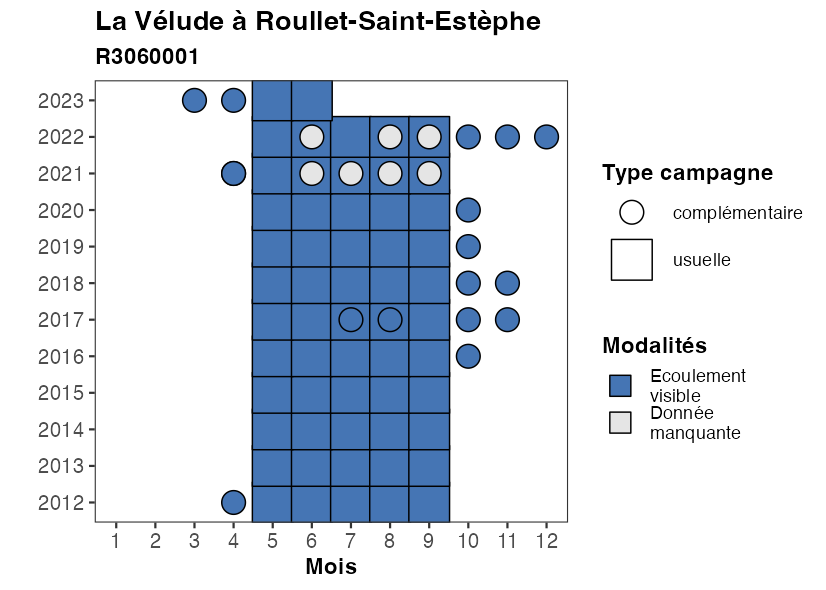 La Vélude à Roullet-Saint-Estèphe
R3060001
2023
2022
2021
2020
2019
2018
2017
2016
2015
2014
2013
2012
1 2 3 4 5 6 7 8 9 10 11 12
Mois
Type campagne
complémentaire
usuelle
Modalités
Ecoulement
visible
Donnée
manquante